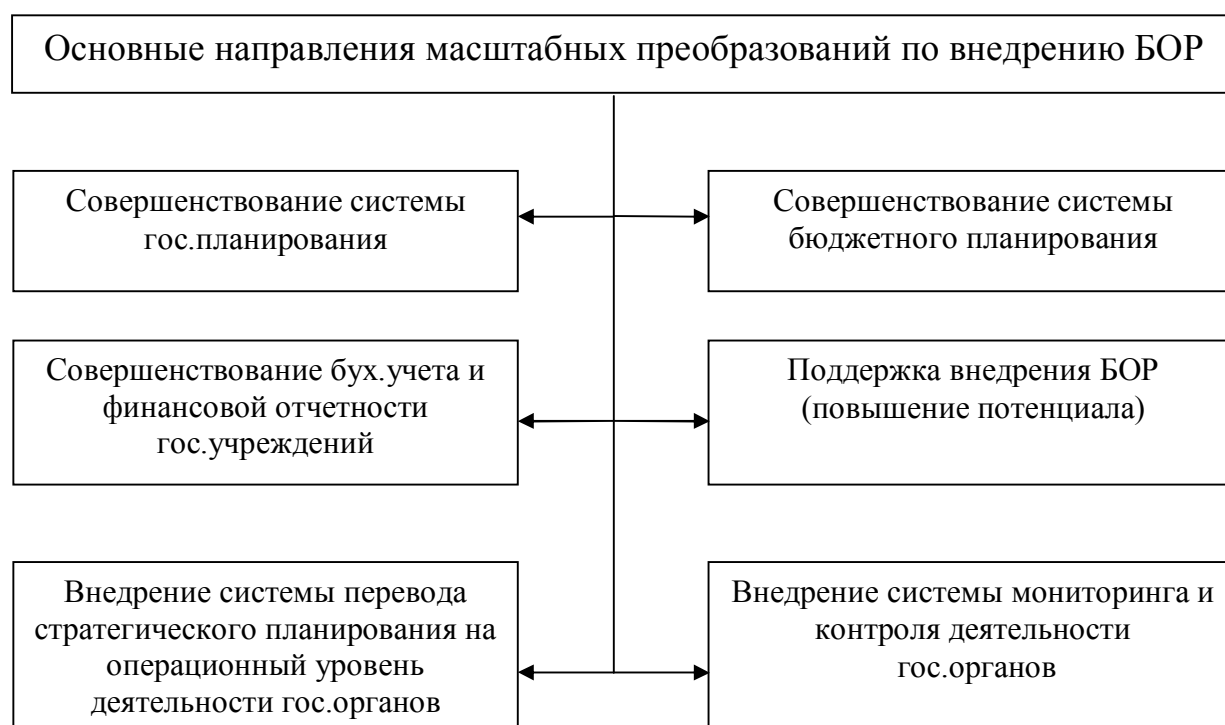 Основные направления масштабных преобразований по внедрению БОР
Совершенствование системы
гос.планирования
Совершенствование системы
бюджетного планирования
Совершенствование бух.учета и
финансовой отчетности
гос.учреждений
Поддержка внедрения БОР
(повышение потенциала)
Внедрение системы перевода
стратегического планирования на
операционный уровень
деятельности гос.органов
Внедрение системы мониторинга и
контроля деятельности
гос.органов